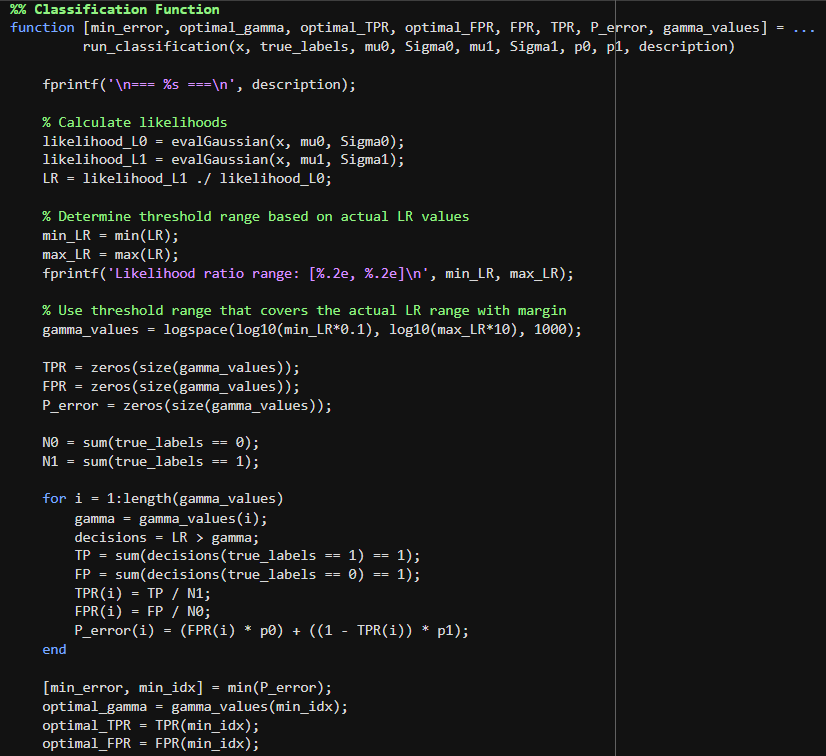 %% Classification Function
function [min_error, optimal_gamma, optimal_TPR, optimal_FPR, FPR, TPR, P_error, gamma_values] = ...
run_classification(x, true_labels, mu0, Sigma0, mu1, Sigma1, p0, p1, description)
fprintf('\n=== %s ===\n', description);
% Calculate likelihoods
likelihood_L0 = evalGaussian(x, mu0, Sigma0);
likelihood_L1 = evalGaussian(x, mu1, Sigma1);
LR = likelihood_L1 ./ likelihood_L0;
% Determine threshold range based on actual LR values
min_LR = min(LR);
max_LR = max(LR);
fprintf('Likelihood ratio range: [%.2e, %.2e]\n', min_LR, max_LR);
% Use threshold range that covers the actual LR range with margin
gamma_values = logspace(log10(min_LR*0.1), log10(max_LR*10), 1000);
TPR = zeros(size(gamma_values));
FPR = zeros(size(gamma_values));
P_error = zeros(size(gamma_values));
N0 = sum(true_labels == 0);
N1 = sum(true_labels == 1);
for i = 1:length(gamma_values)
gamma = gamma_values(i);
decisions = LR > gamma;
TP = sum(decisions(true_labels == 1) == 1);
FP = sum(decisions(true_labels == 0) == 1);
TPR(i) = TP / N1;
FPR(i) = FP / N0;
P_error(i) = (FPR(i) * p0) + ((1 - TPR(i)) * p1);
end
[min_error, min_idx] = min(P_error);
optimal_gamma = gamma_values(min_idx);
optimal_TPR = TPR(min_idx);
optimal_FPR = FPR(min_idx);